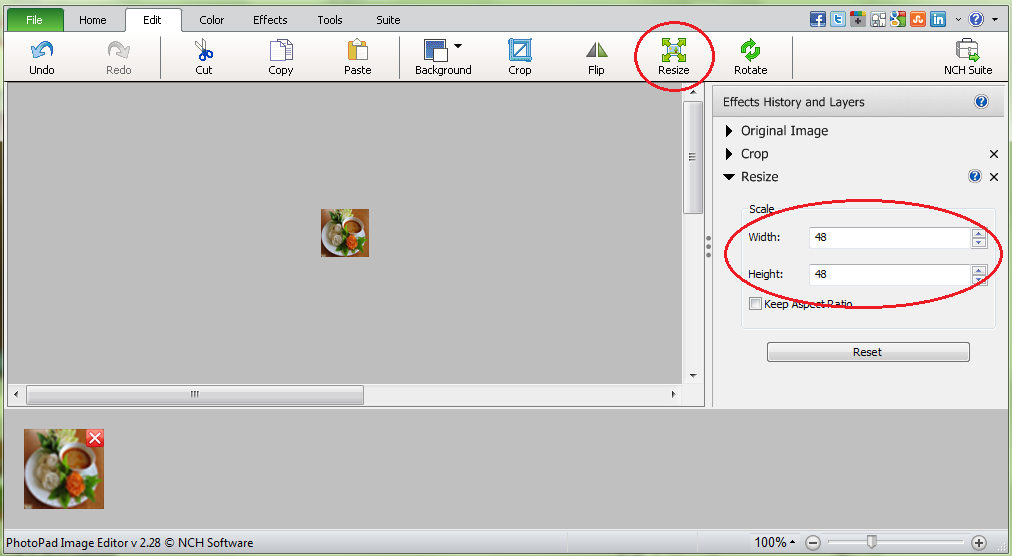 File Home Edit Color Effects Tools Suite
Undo Redo Cut Copy Paste Background Crop Flip Resize Rotate NCH Suite
Effects History and Layers
Original Image
Crop
Resize
Scale
Width: 48
Height: 48
Keep Aspect Ratio
Reset
PhotoPad Image Editor v 2.28 © NCH Software 100%